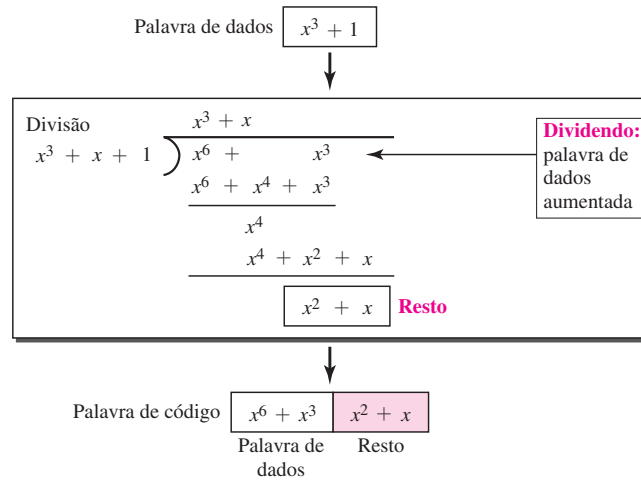 Palavra de dados x³ + 1
x³ + x
Divisão
x³ + x + 1 x⁶ + x³
x⁶ + x⁴ + x³
x⁴
x⁴ + x² + x
x² + x Resto
Dividendo:
palavra de
dados
aumentada
Palavra de código x⁶ + x³ x² + x
Palavra de dados
Resto